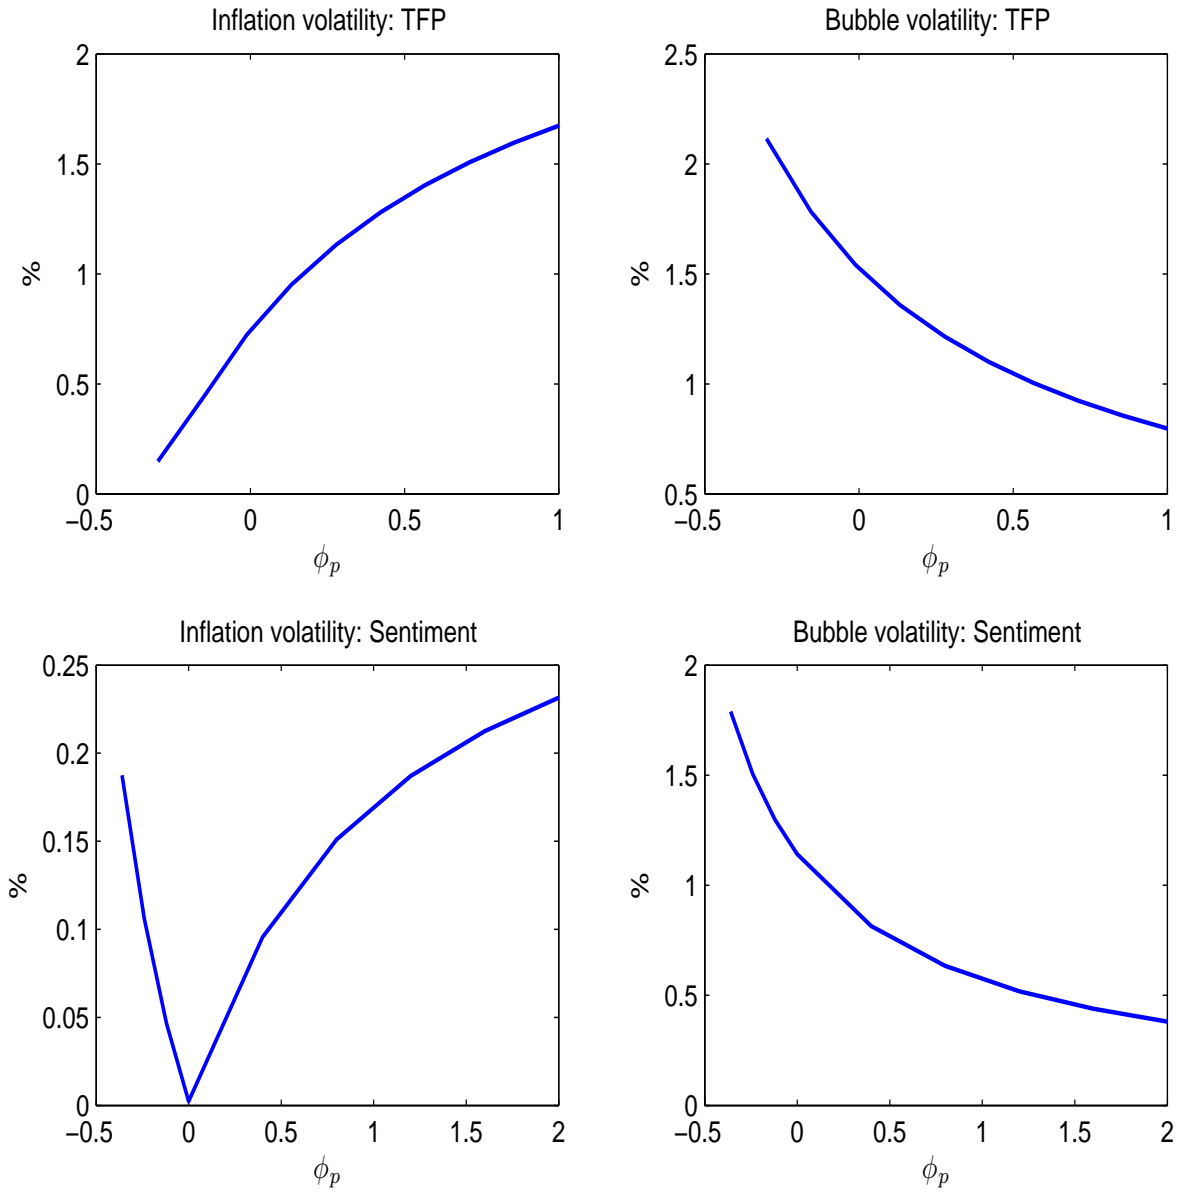 Inflation volatility: TFP
2
1.5
1
0.5
0
%
−0.5 0 0.5 1
ϕp
Bubble volatility: TFP
2.5
2
1.5
1
0.5
%
−0.5 0 0.5 1
ϕp
Inflation volatility: Sentiment
0.25
0.2
0.15
0.1
0.05
0
%
−0.5 0 0.5 1 1.5 2
ϕp
Bubble volatility: Sentiment
2
1.5
1
0.5
0
%
−0.5 0 0.5 1 1.5 2
ϕp